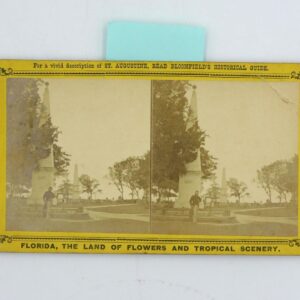 For a vivid description of ST. AUGUSTINE, READ BLOOMFIELD'S HISTORICAL GUIDE.
FLORIDA, THE LAND OF FLOWERS AND TROPICAL SCENERY.